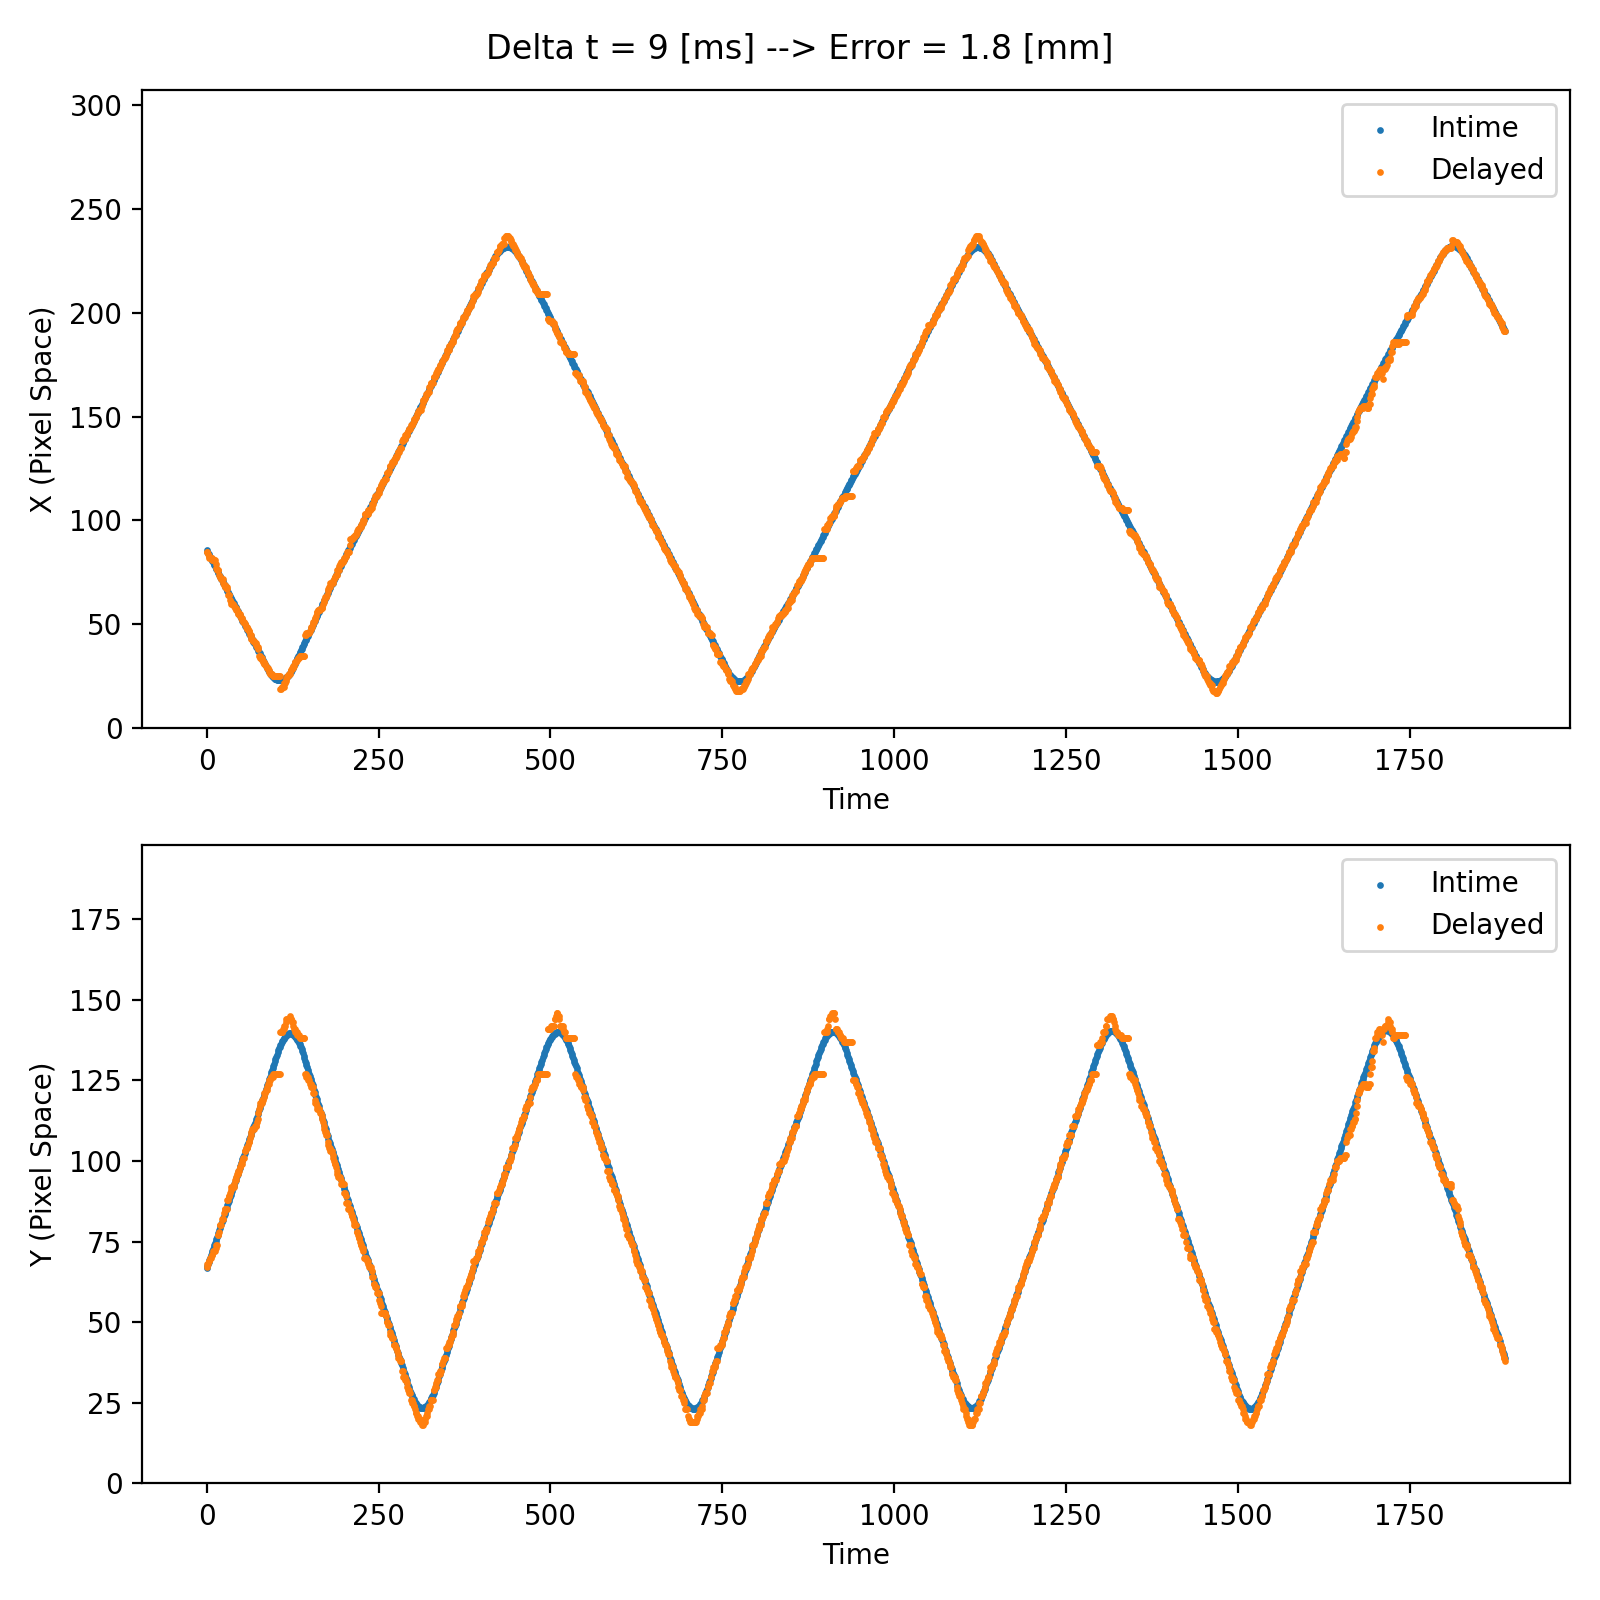 Delta t = 9 [ms] --> Error = 1.8 [mm]
300
250
200
150
100
50
0
X (Pixel Space)
Intime
Delayed
0 250 500 750 1000 1250 1500 1750
Time
175
150
125
100
75
50
25
0
Y (Pixel Space)
Intime
Delayed
0 250 500 750 1000 1250 1500 1750
Time